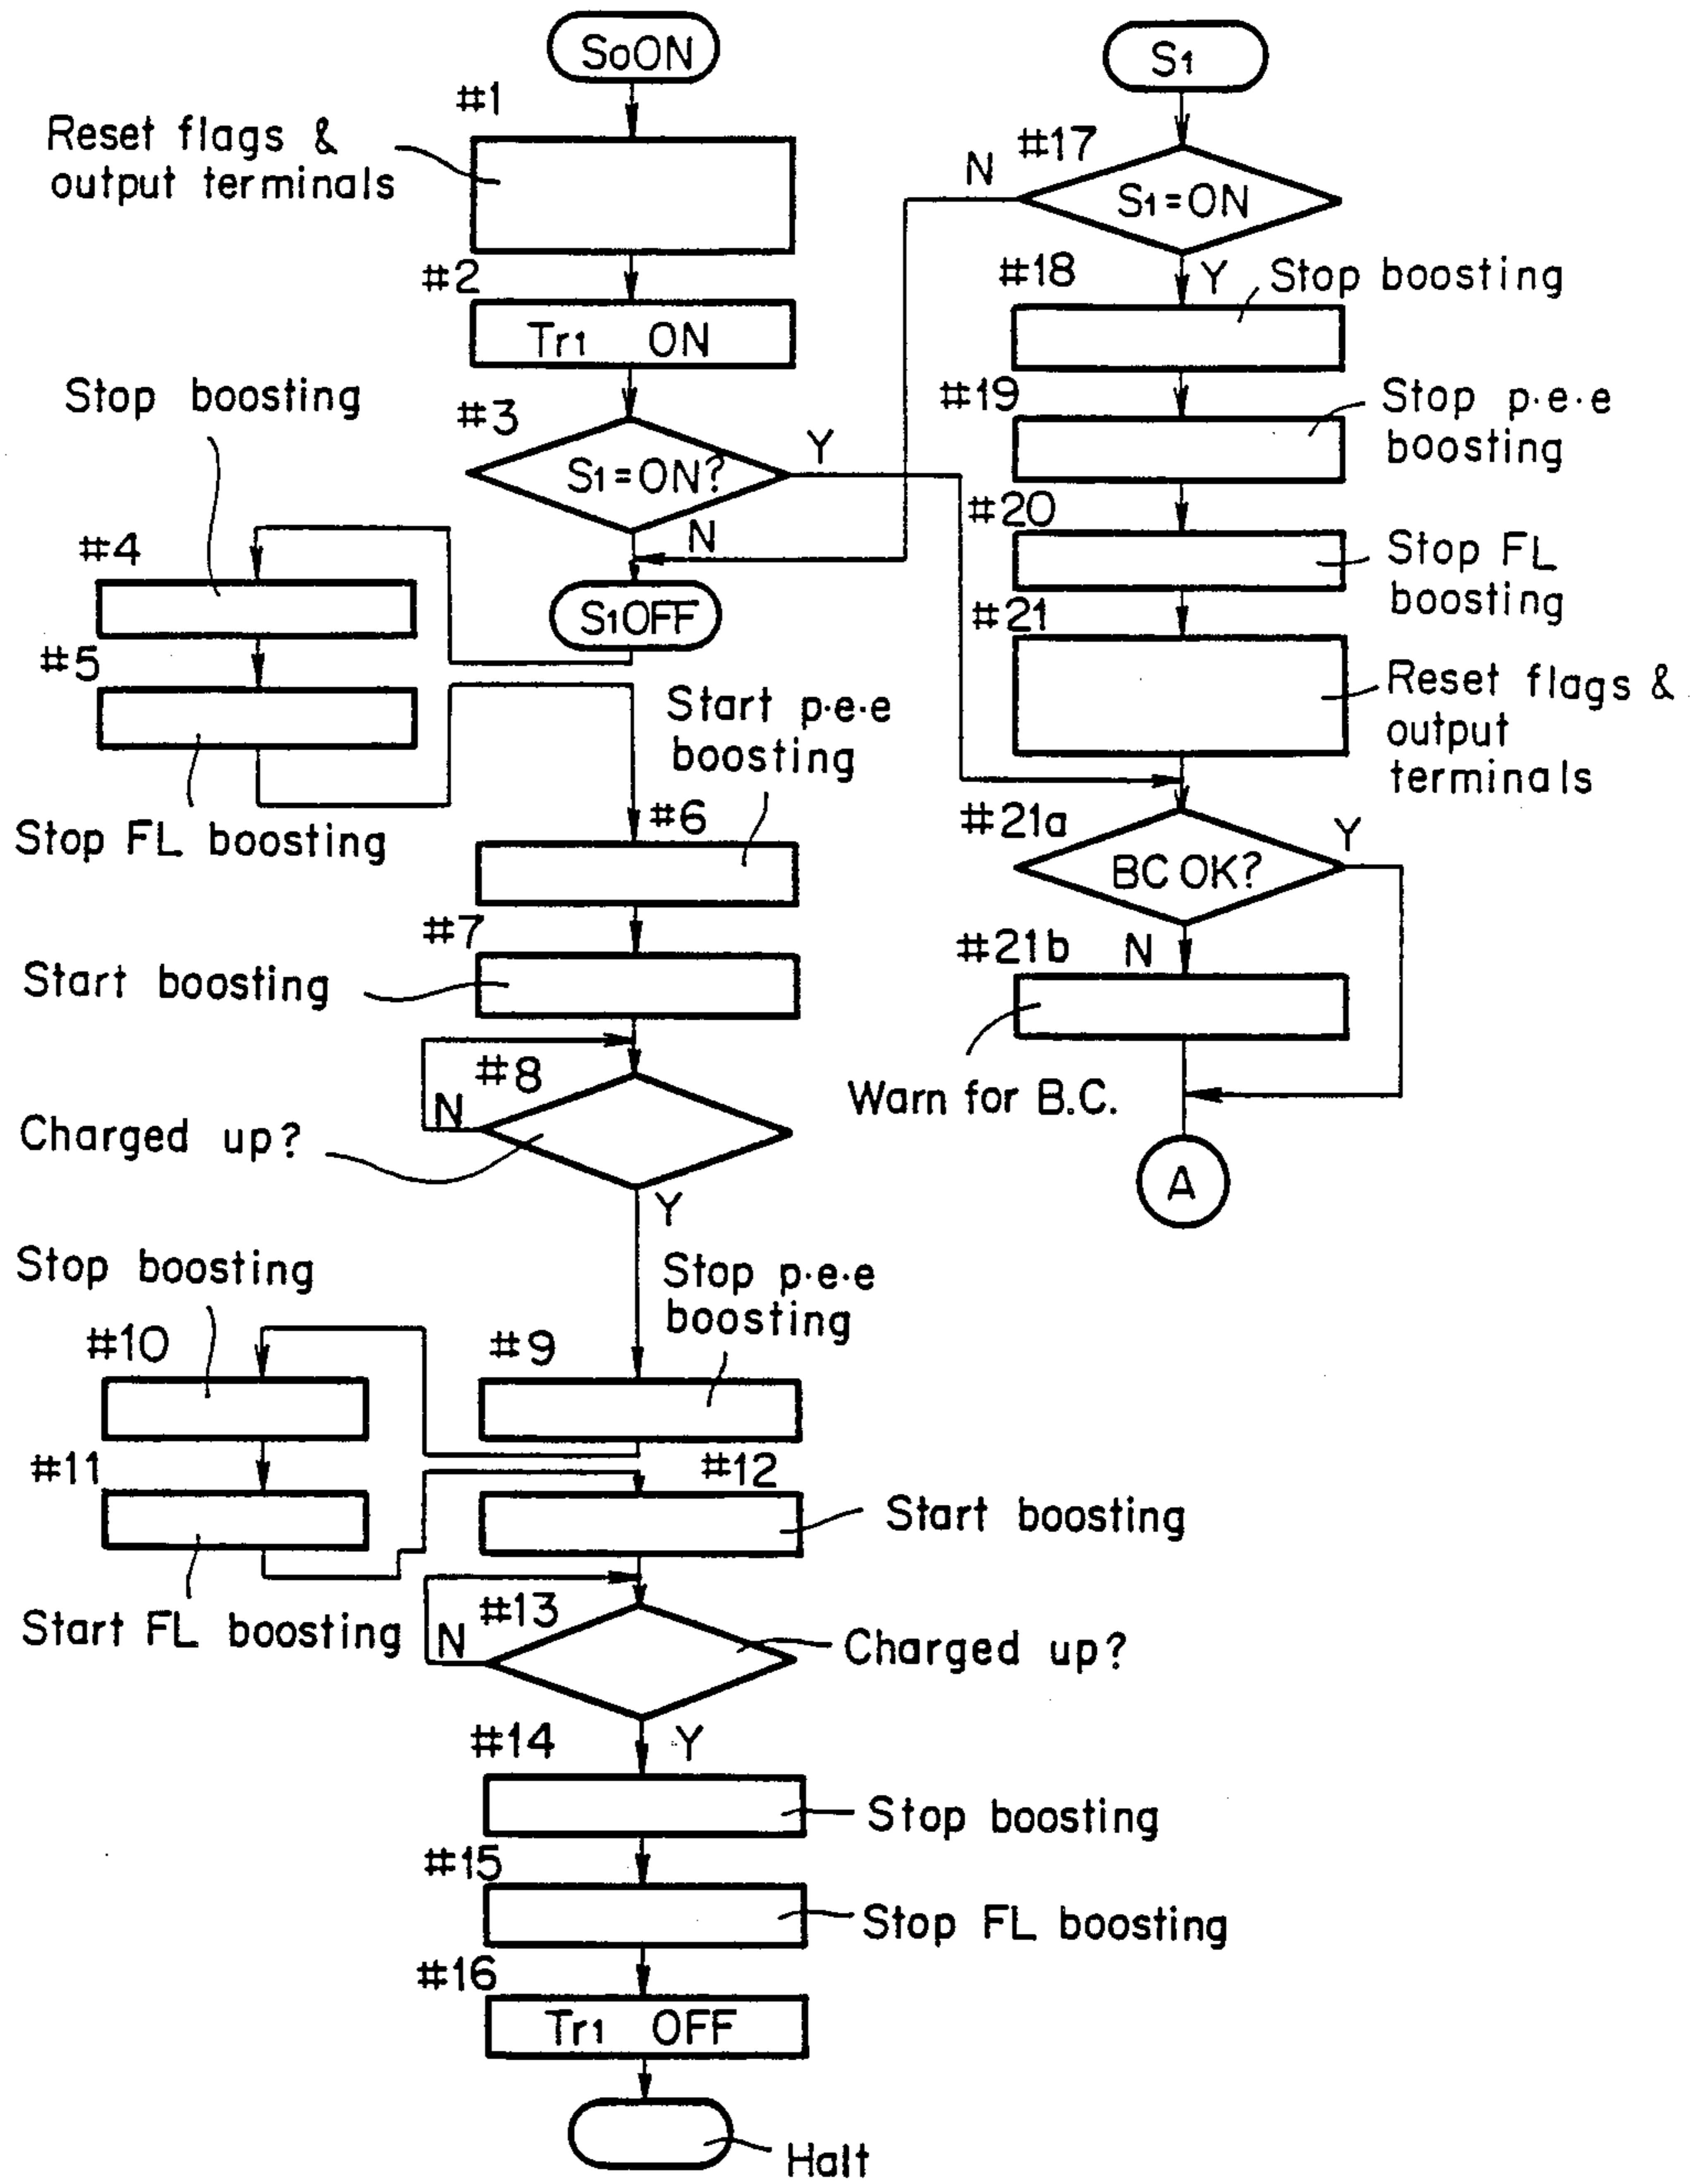 SoON
#1
Reset flags &
output terminals
#2
Tr1 ON
#3
S1=ON?
Y
N
S1OFF
Stop boosting
#4
#5
Stop FL boosting
Start p·e·e
boosting
#6
#7
Start boosting
#8
N
Charged up?
Y
Stop p·e·e
boosting
#9
Stop boosting
#10
#11
Start FL boosting
#12
Start boosting
#13
N
Charged up?
Y
#14
Stop boosting
#15
Stop FL boosting
#16
Tr1 OFF
Halt
S1
#17
N
S1=ON
Y
#18
Stop boosting
#19
Stop p·e·e
boosting
#20
Stop FL
boosting
#21
Reset flags &
output
terminals
#21a
BC OK?
Y
N
#21b
Warn for B.C.
A